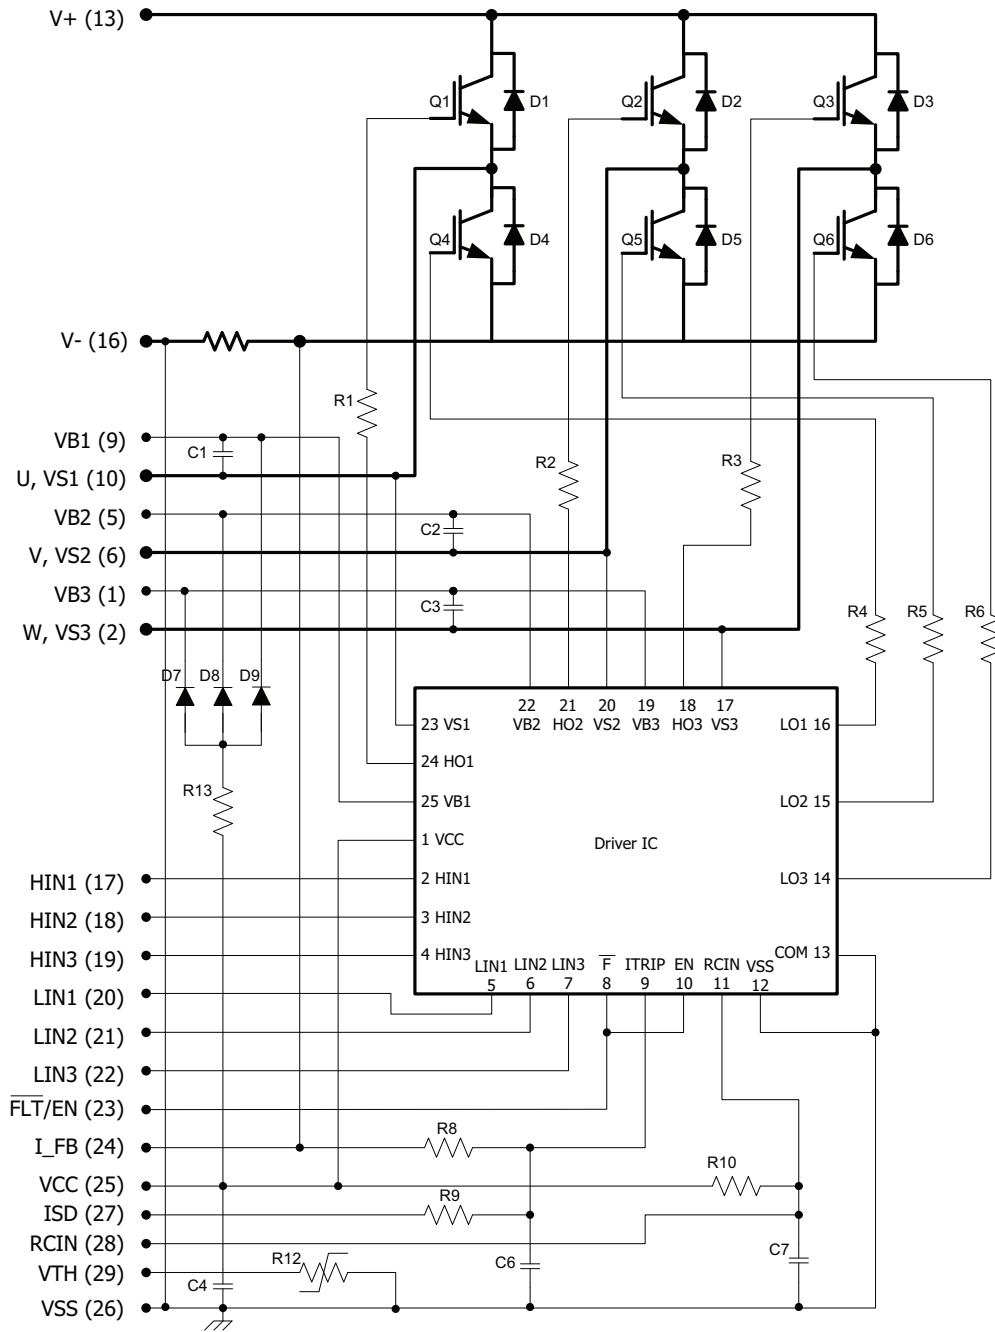 V+ (13)
Q1
D1
Q2
D2
Q3
D3
Q4
D4
Q5
D5
Q6
D6
V- (16)
R1
VB1 (9)
C1
U, VS1 (10)
R2
R3
VB2 (5)
C2
V, VS2 (6)
VB3 (1)
C3
W, VS3 (2)
R4
R5
R6
D7
D8
D9
22
VB2
21
HO2
20
VS2
19
VB3
18
HO3
17
VS3
23 VS1
LO1 16
24 HO1
R13
25 VB1
LO2 15
1 VCC
Driver IC
HIN1 (17)
2 HIN1
LO3 14
HIN2 (18)
3 HIN2
HIN3 (19)
4 HIN3
COM 13
LIN1
5
LIN2
6
LIN3
7
F̅
8
ITRIP
9
EN
10
RCIN
11
VSS
12
LIN1 (20)
LIN2 (21)
LIN3 (22)
F̅L̅T̅/EN (23)
I_FB (24)
R8
VCC (25)
R10
ISD (27)
R9
RCIN (28)
VTH (29)
R12
C6
C7
C4
VSS (26)